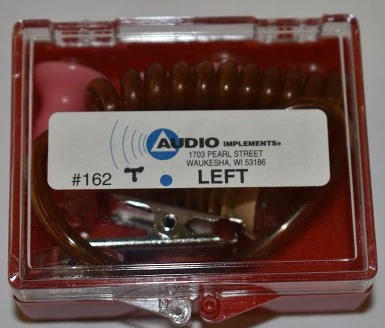 AUDIO IMPLEMENTS®
1703 PEARL STREET
WAUKESHA, WI 53186
#162 LEFT